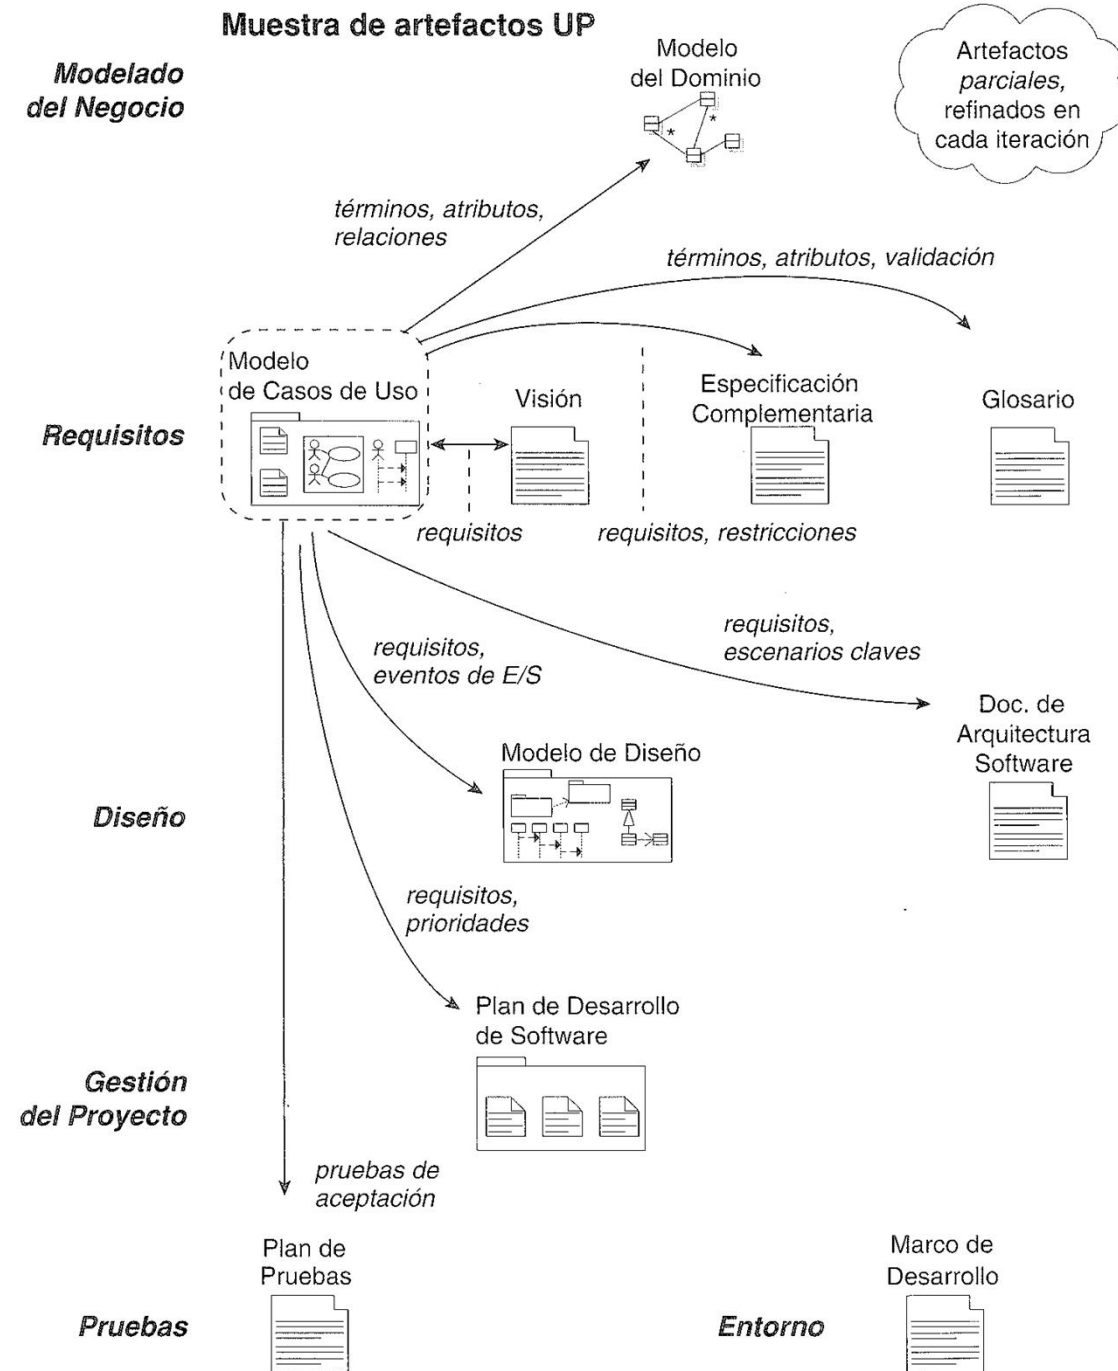 Muestra de artefactos UP
Modelado
del Negocio
Modelo
del Dominio
*
*
Artefactos
parciales,
refinados en
cada iteración
términos, atributos,
relaciones
términos, atributos, validación
Requisitos
Modelo
de Casos de Uso
Visión
Especificación
Complementaria
Glosario
requisitos
requisitos, restricciones
requisitos,
eventos de E/S
requisitos,
escenarios claves
Diseño
Modelo de Diseño
Doc. de
Arquitectura
Software
requisitos,
prioridades
Gestión
del Proyecto
Plan de Desarrollo
de Software
pruebas de
aceptación
Pruebas
Plan de
Pruebas
Entorno
Marco de
Desarrollo